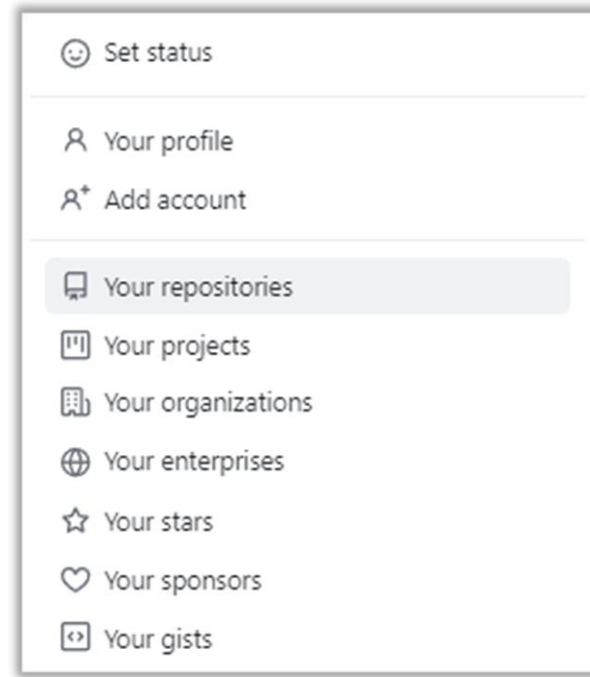 Set status
Your profile
Add account
Your repositories
Your projects
Your organizations
Your enterprises
Your stars
Your sponsors
Your gists